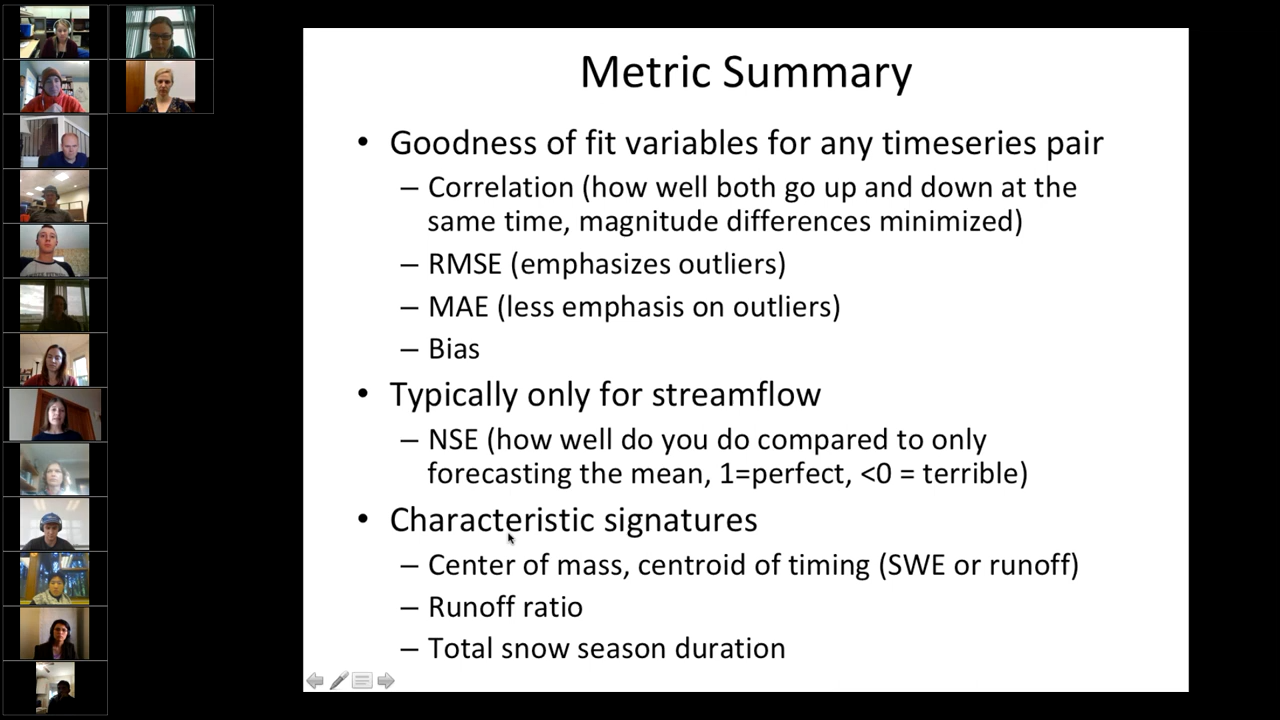 Metric Summary
• Goodness of fit variables for any timeseries pair
– Correlation (how well both go up and down at the
same time, magnitude differences minimized)
– RMSE (emphasizes outliers)
– MAE (less emphasis on outliers)
– Bias
• Typically only for streamflow
– NSE (how well do you do compared to only
forecasting the mean, 1=perfect, <0 = terrible)
• Characteristic signatures
– Center of mass, centroid of timing (SWE or runoff)
– Runoff ratio
– Total snow season duration